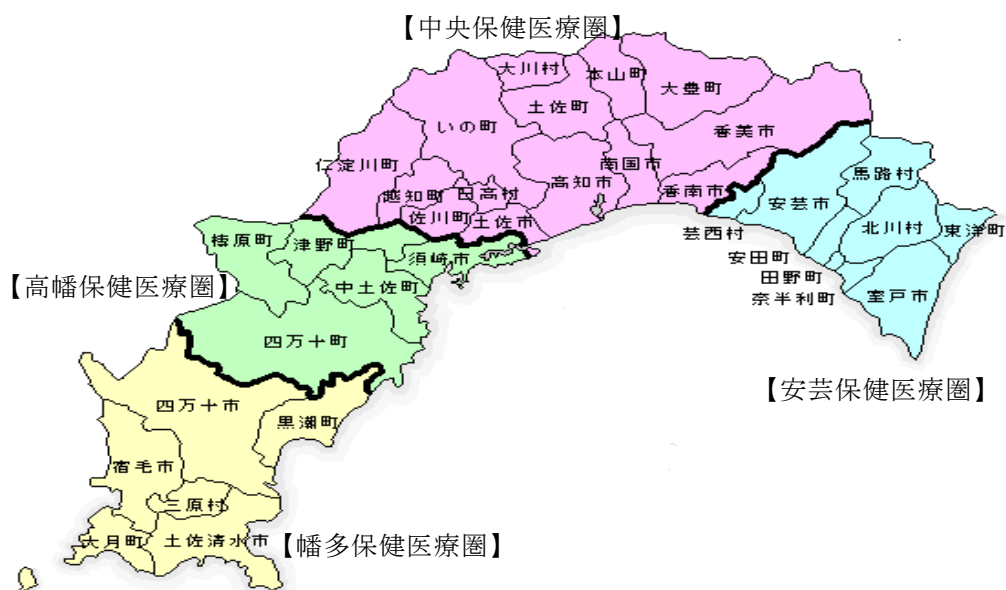 【中央保健医療圏】
大川村
本山町
大豊町
土佐町
いの町
香美市
仁淀川町
南国市
高知市
香南市
越知町
日高村
佐川町
土佐市
馬路村
安芸市
北川村
東洋町
芸西村
安田町
田野町
奈半利町
室戸市
【安芸保健医療圏】
梼原町
津野町
須崎市
【高幡保健医療圏】
中土佐町
四万十町
四万十市
黒潮町
宿毛市
三原村
大月町
土佐清水市
【幡多保健医療圏】